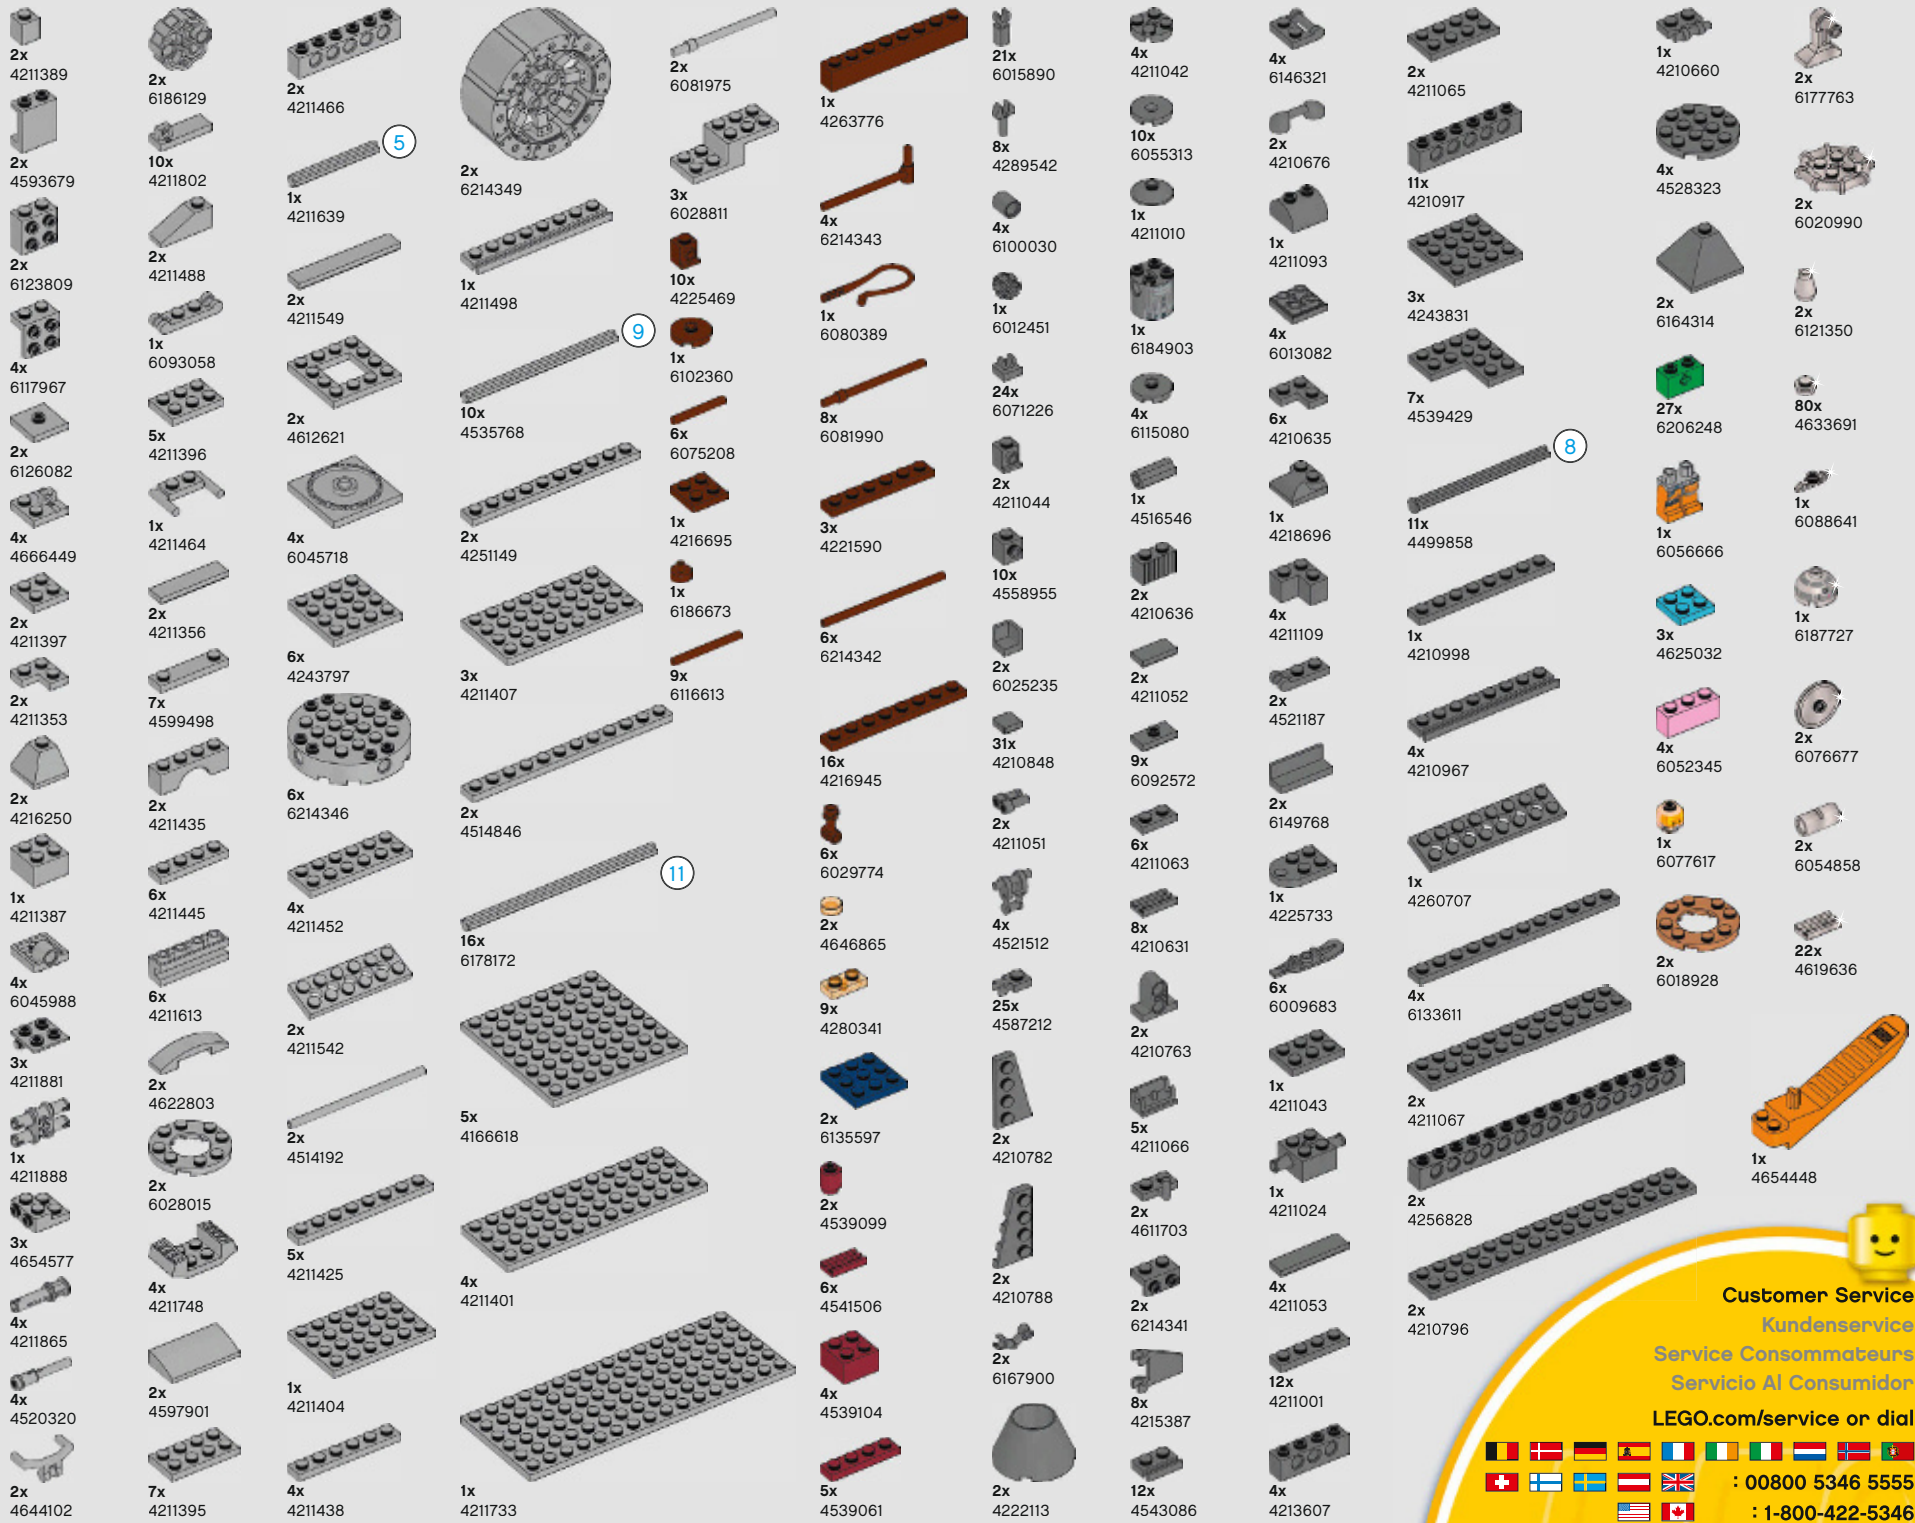 2x
4211389
2x
4593679
2x
6123809
4x
6117967
2x
6126082
4x
4666449
2x
4211397
2x
4211353
2x
4216250
1x
4211387
4x
6045988
3x
4211881
1x
4211888
3x
4654577
4x
4211865
4x
4520320
2x
4644102
2x
6186129
10x
4211802
2x
4211488
1x
6093058
5x
4211396
1x
4211464
2x
4211356
7x
4599498
2x
4211435
6x
4211445
6x
4211613
2x
4622803
2x
6028015
4x
4211748
2x
4597901
7x
4211395
2x
4211466
5
1x
4211639
2x
4211549
2x
4612621
4x
6045718
6x
4243797
6x
6214346
4x
4211452
2x
4211542
2x
4514192
5x
4211425
1x
4211404
4x
4211438
2x
6214349
1x
4211498
9
10x
4535768
2x
4251149
3x
4211407
2x
4514846
11
16x
6178172
5x
4166618
4x
4211401
1x
4211733
2x
6081975
3x
6028811
10x
4225469
1x
6102360
6x
6075208
1x
4216695
1x
6186673
9x
6116613
1x
4263776
4x
6214343
1x
6080389
8x
6081990
3x
4221590
6x
6214342
16x
4216945
6x
6029774
2x
4646865
9x
4280341
2x
6135597
2x
4539099
6x
4541506
4x
4539104
5x
4539061
21x
6015890
8x
4289542
4x
6100030
1x
6012451
24x
6071226
2x
4211044
10x
4558955
2x
6025235
31x
4210848
2x
4211051
4x
4521512
25x
4587212
2x
4210782
2x
4210788
2x
6167900
2x
4222113
4x
4211042
10x
6055313
1x
4211010
1x
6184903
4x
6115080
1x
4516546
2x
4210636
2x
4211052
9x
6092572
6x
4211063
8x
4210631
2x
4210763
5x
4211066
2x
4611703
2x
6214341
8x
4215387
12x
4543086
4x
6146321
2x
4210676
1x
4211093
4x
6013082
6x
4210635
1x
4218696
4x
4211109
2x
4521187
2x
6149768
1x
4225733
6x
6009683
1x
4211043
1x
4211024
4x
4211053
12x
4211001
4x
4213607
2x
4211065
11x
4210917
3x
4243831
7x
4539429
8
11x
4499858
1x
4210998
4x
4210967
1x
4260707
4x
6133611
2x
4211067
2x
4256828
2x
4210796
1x
4210660
4x
4528323
2x
6164314
27x
6206248
1x
6056666
3x
4625032
4x
6052345
1x
6077617
2x
6018928
2x
6177763
2x
6020990
2x
6121350
80x
4633691
1x
6088641
1x
6187727
2x
6076677
2x
6054858
22x
4619636
1x
4654448
Customer Service
Kundenservice
Service Consommateurs
Servicio Al Consumidor
LEGO.com/service or dial
: 00800 5346 5555
: 1-800-422-5346